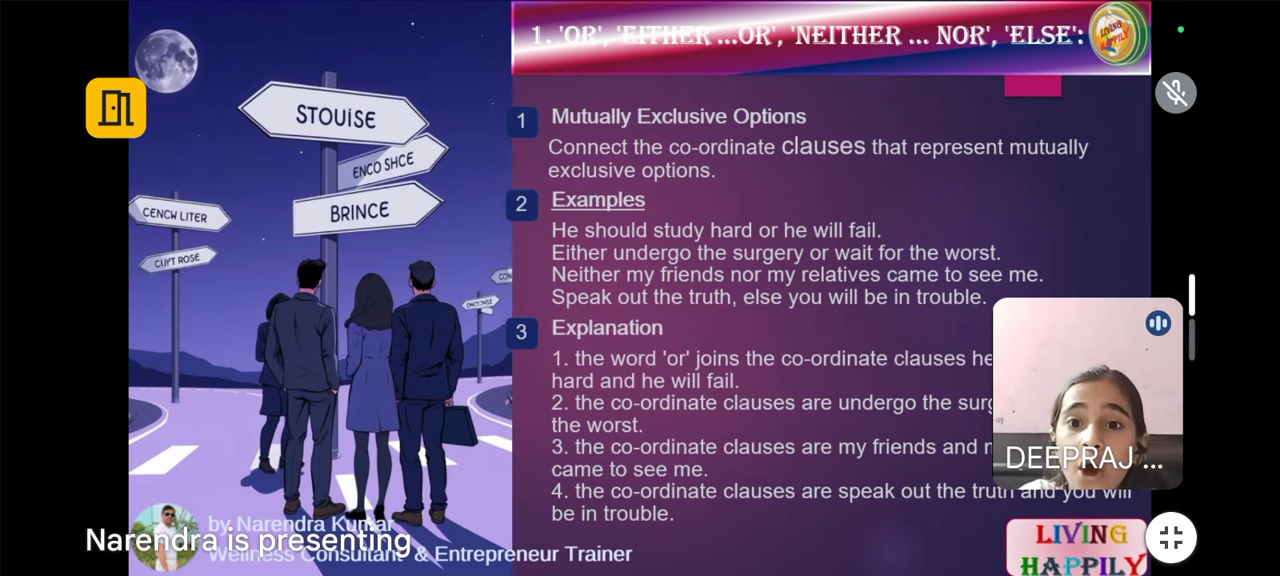 1. 'OR', 'EITHER ...OR', 'NEITHER ... NOR', 'ELSE':
LIVING
HAPPILY
STOUISE
ENCO SHCE
BRINCE
CENCW LITER
CUYT ROSE
1
Mutually Exclusive Options
Connect the co-ordinate clauses that represent mutually
exclusive options.
2
Examples
He should study hard or he will fail.
Either undergo the surgery or wait for the worst.
Neither my friends nor my relatives came to see me.
Speak out the truth, else you will be in trouble.
3
Explanation
1. the word 'or' joins the co-ordinate clauses he
hard and he will fail.
2. the co-ordinate clauses are undergo the surg
the worst.
3. the co-ordinate clauses are my friends and
came to see me.
4. the co-ordinate clauses are speak out the truth and you will
be in trouble.
DEEPRAJ ...
by Narendra Kumar
Narendra is presenting
Wellness Consultant & Entrepreneur Trainer
LIVING
HAPPILY